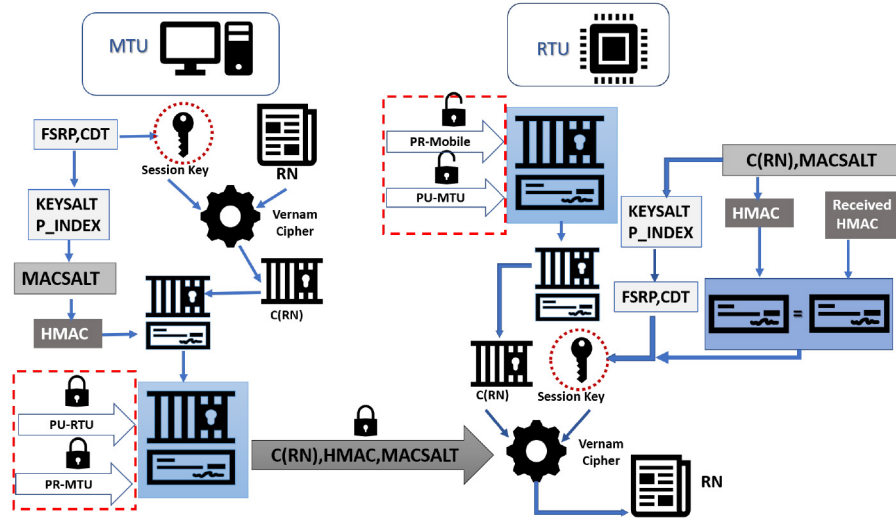 MTU
FSRP,CDT
Session Key
RN
KEYSALT
P_INDEX
Vernam
Cipher
MACSALT
C(RN)
HMAC
PU-RTU
PR-MTU
C(RN),HMAC,MACSALT
RTU
PR-Mobile
PU-MTU
C(RN),MACSALT
KEYSALT
P_INDEX
HMAC
Received
HMAC
FSRP,CDT
=
C(RN)
Session Key
Vernam
Cipher
RN